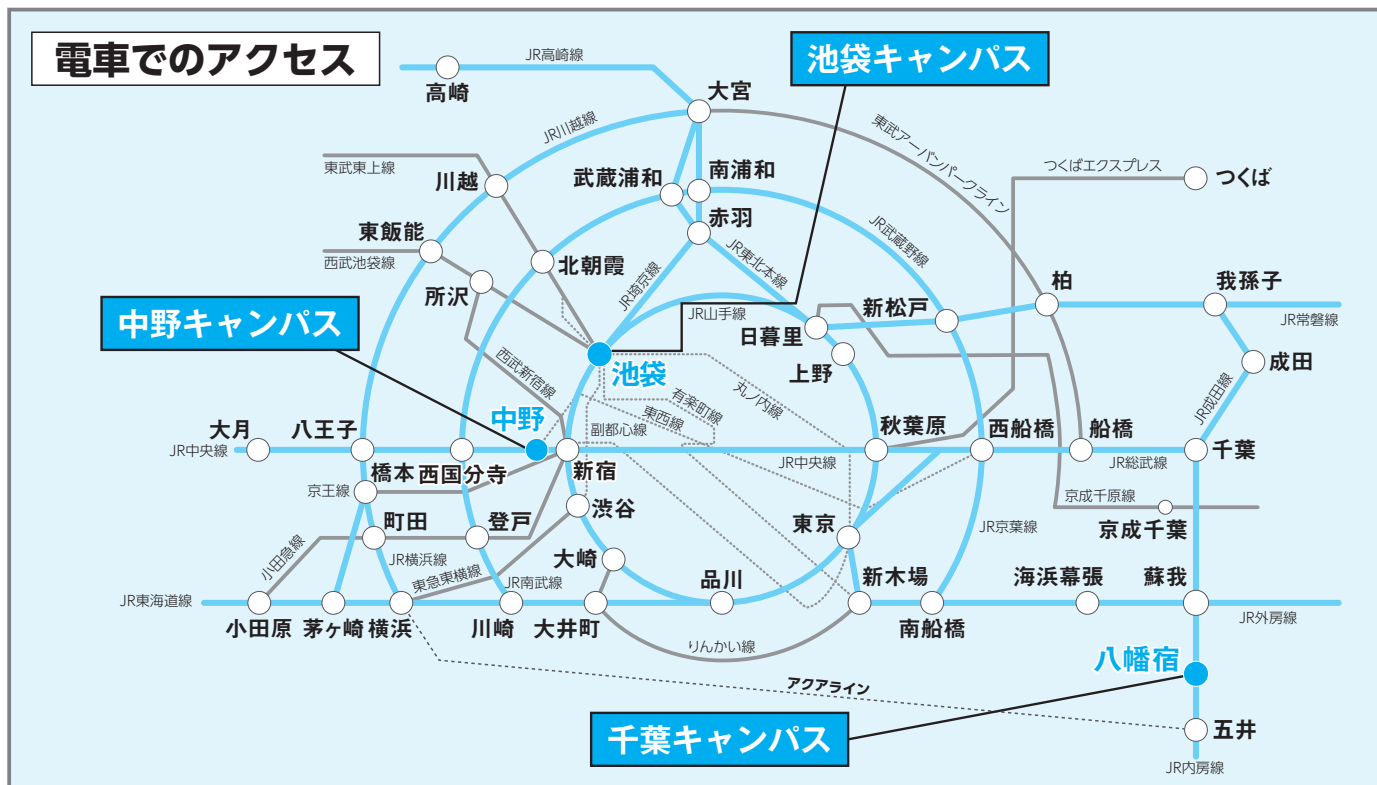 電車でのアクセス
池袋キャンパス
JR高崎線
高崎
大宮
JR川越線
東武アーバンパークライン
東武東上線
川越
武蔵浦和
南浦和
つくばエクスプレス
つくば
赤羽
東飯能
西武池袋線
北朝霞
所沢
JR埼京線
JR東北本線
JR武蔵野線
柏
我孫子
JR常磐線
中野キャンパス
JR山手線
日暮里
新松戸
上野
成田
池袋
西武新宿線
丸ノ内線
有楽町線
東西線
副都心線
JR成田線
中野
大月
八王子
秋葉原
西船橋
船橋
千葉
JR中央線
JR中央線
JR総武線
橋本
西国分寺
新宿
京王線
渋谷
京成千原線
京成千葉
町田
登戸
東京
JR京葉線
小田急線
JR横浜線
大崎
東急東横線
JR南武線
品川
新木場
海浜幕張
蘇我
JR東海道線
JR外房線
小田原
茅ヶ崎
横浜
川崎
大井町
南船橋
りんかい線
八幡宿
アクアライン
千葉キャンパス
五井
JR内房線